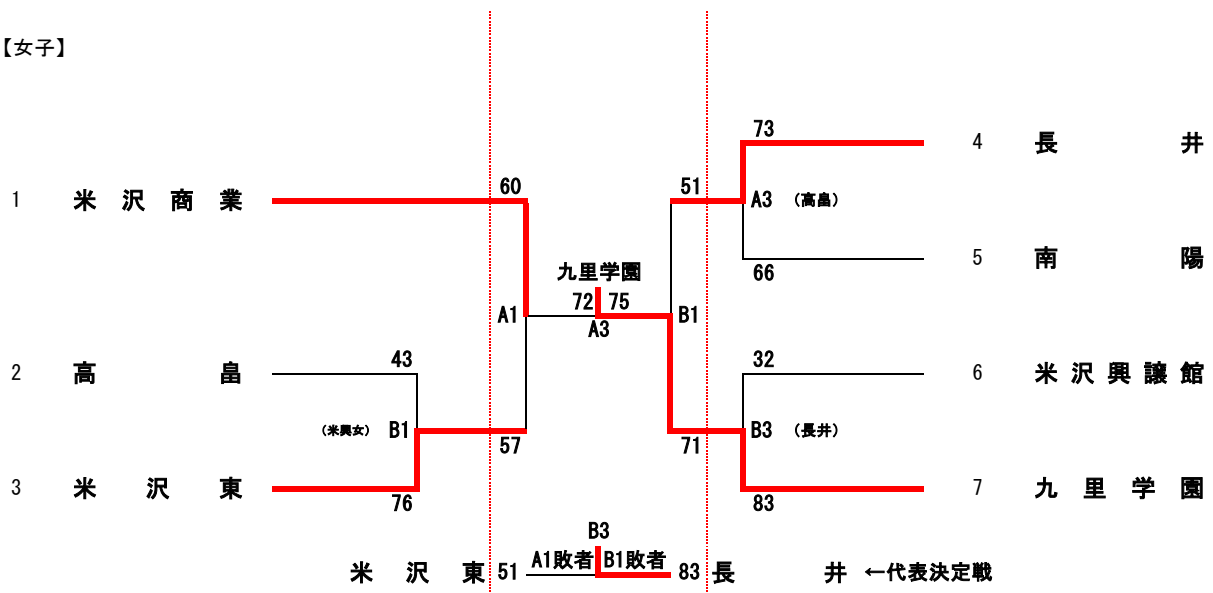 【女子】
73
4 長井
1 米沢商業
60
51
A3 (高畠)
5 南陽
66
九里学園
72 75
A1
A3
B1
2 高畠
43
32
6 米沢興譲館
(米興女) B1
57
71
B3 (長井)
3 米沢東
76
83
7 九里学園
B3
A1敗者 B1敗者
米沢東 51
83 長井 ←代表決定戦